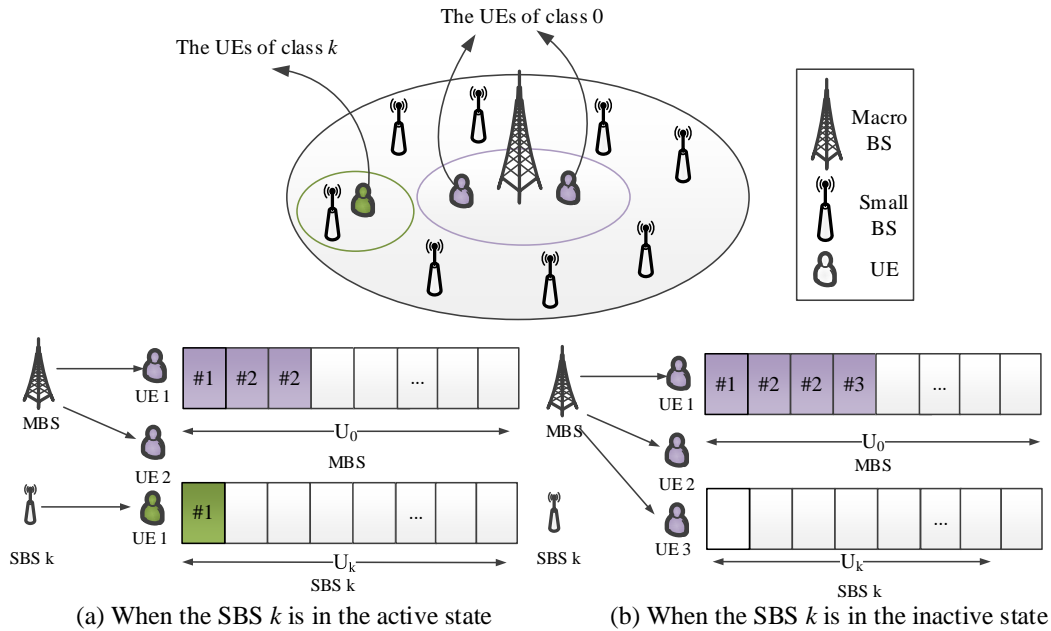 The UEs of class 0
The UEs of class k
Macro
BS
Small
BS
UE
MBS
UE 1
#1 #2 #2 ...
U0
MBS
UE 2
SBS k
UE 1
#1 ...
Uk
SBS k
(a) When the SBS k is in the active state
MBS
UE 1
#1 #2 #2 #3 ...
U0
MBS
UE 2
SBS k
UE 3
...
Uk
SBS k
(b) When the SBS k is in the inactive state